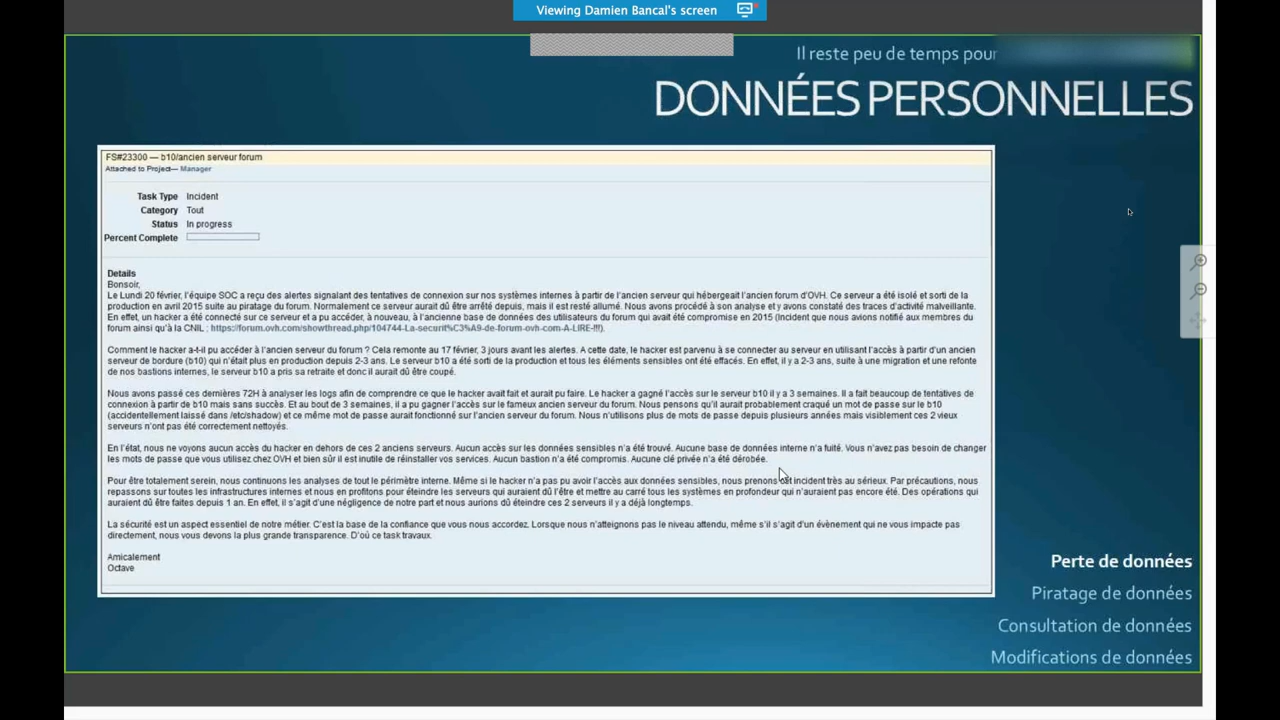 Viewing Damien Bancal's screen
Il reste peu de temps pour
DONNÉES PERSONNELLES
FS#23300 — b10/ancien serveur forum
Attached to Project— Manager
Task Type Incident
Category Tout
Status In progress
Percent Complete
Details
Bonsoir,
Le Lundi 20 février, l'équipe SOC a reçu des alertes signalant des tentatives de connexion sur nos systèmes internes à partir de l'ancien serveur qui hébergeait l'ancien forum d'OVH. Ce serveur a été isolé et sorti de la
production en avril 2015 suite au piratage du forum. Normalement ce serveur aurait dû être arrêté depuis, mais il est resté allumé. Nous avons procédé à son analyse et y avons constaté des traces d'activité malveillante.
En effet, un hacker a été connecté sur ce serveur et a pu accéder, à nouveau, à l'ancienne base de données des utilisateurs du forum qui avait été compromise en 2015 (Incident que nous avions notifié aux membres du
forum ainsi qu'à la CNIL : https://forum.ovh.com/showthread.php/104744-La-securit%C3%A9-de-forum-ovh-com-A-LIRE-!!!).
Comment le hacker a-t-il pu accéder à l'ancien serveur du forum ? Cela remonte au 17 février, 3 jours avant les alertes. A cette date, le hacker est parvenu à se connecter au serveur en utilisant l'accès à partir d'un ancien
serveur de bordure (b10) qui n'était plus en production depuis 2-3 ans. Le serveur b10 a été sorti de la production et tous les éléments sensibles ont été effacés. En effet, il y a 2-3 ans, suite à une migration et une refonte
de nos bastions internes, le serveur b10 a pris sa retraite et donc il aurait dû être coupé.
Nous avons passé ces dernières 72H à analyser les logs afin de comprendre ce que le hacker avait fait et aurait pu faire. Le hacker a gagné l'accès sur le serveur b10 il y a 3 semaines. Il a fait beaucoup de tentatives de
connexion à partir de b10 mais sans succès. Et au bout de 3 semaines, il a pu gagner l'accès sur le fameux ancien serveur du forum. Nous pensons qu'il aurait probablement craqué un mot de passe sur le b10
(accidentellement laissé dans /etc/shadow) et ce même mot de passe aurait fonctionné sur l'ancien serveur du forum. Nous n'utilisons plus de mots de passe depuis plusieurs années mais visiblement ces 2 vieux
serveurs n'ont pas été correctement nettoyés.
En l'état, nous ne voyons aucun accès du hacker en dehors de ces 2 anciens serveurs. Aucun accès sur les données sensibles n'a été trouvé. Aucune base de données interne n'a fuité. Vous n'avez pas besoin de changer
les mots de passe que vous utilisez chez OVH et bien sûr il est inutile de réinstaller vos services. Aucun bastion n'a été compromis. Aucune clé privée n'a été dérobée.
Pour être totalement serein, nous continuons les analyses de tout le périmètre interne. Même si le hacker n'a pas pu avoir l'accès aux données sensibles, nous prenons cet incident très au sérieux. Par précautions, nous
repassons sur toutes les infrastructures internes et nous en profitons pour éteindre les serveurs qui auraient dû l'être et mettre au carré tous les systèmes en profondeur qui n'auraient pas encore été. Des opérations qui
auraient dû être faites depuis 1 an. En effet, il s'agit d'une négligence de notre part et nous aurions dû éteindre ces 2 serveurs il y a déjà longtemps.
La sécurité est un aspect essentiel de notre métier. C'est la base de la confiance que vous nous accordez. Lorsque nous n'atteignons pas le niveau attendu, même s'il s'agit d'un évènement qui ne vous impacte pas
directement, nous vous devons la plus grande transparence. D'où ce task travaux.
Amicalement
Octave
Perte de données
Piratage de données
Consultation de données
Modifications de données